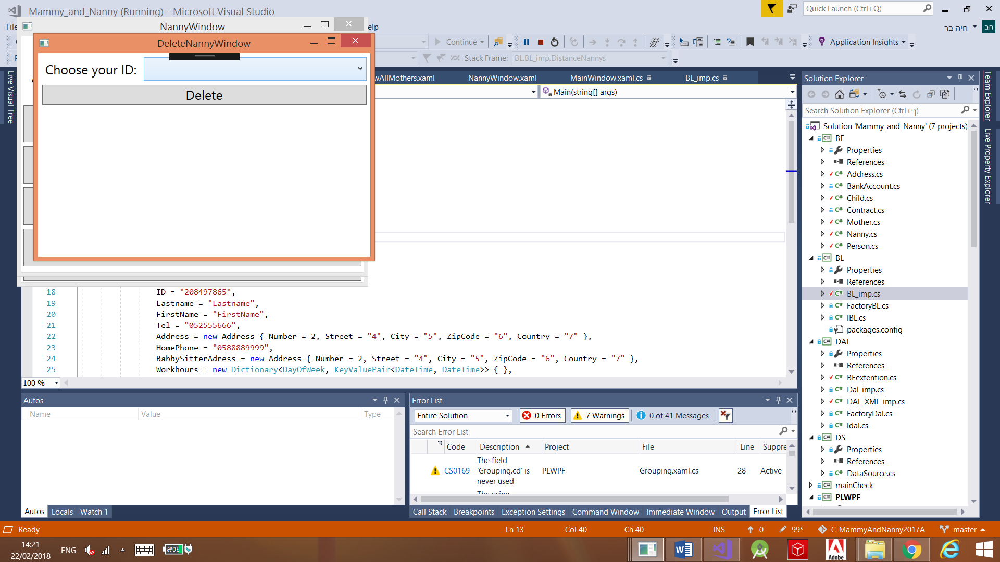 Mammy_and_Nanny (Running) - Microsoft Visual Studio
Quick Launch (Ctrl+Q)
NannyWindow
חיה בר
חב
DeleteNannyWindow
Continue
Application Insights
Choose your ID:
Stack Frame:
BL.BL_imp.DistanceNannys
Delete
Live Visual Tree
wAllMothers.xaml
NannyWindow.xaml
MainWindow.xaml.cs
BL_imp.cs
Main(string[] args)
18 ID = "208497865",
19 Lastname = "Lastname",
20 FirstName = "FirstName",
21 Tel = "052555666",
22 Address = new Address { Number = 2, Street = "4", City = "5", ZipCode = "6", Country = "7" },
23 HomePhone = "0588889999",
24 BabbySitterAdress = new Address { Number = 2, Street = "4", City = "5", ZipCode = "6", Country = "7" },
25 Workhours = new Dictionary<DayOfWeek, KeyValuePair<DateTime, DateTime>> { },
100 %
Autos
Name Value Type
Autos Locals Watch 1
Error List
Entire Solution
0 Errors
7 Warnings
0 of 41 Messages
Search Error List
Code Description Project File Line Suppre
CS0169 The field 'Grouping.cd' is never used PLWPF Grouping.xaml.cs 28 Active
Call Stack Breakpoints Exception Settings Command Window Immediate Window Output Error List
Solution Explorer
Search Solution Explorer (Ctrl+ף)
Solution 'Mammy_and_Nanny' (7 projects)
BE
Properties
References
Address.cs
BankAccount.cs
Child.cs
Contract.cs
Mother.cs
Nanny.cs
Person.cs
BL
Properties
References
BL_imp.cs
FactoryBL.cs
IBL.cs
packages.config
DAL
Properties
References
BEextention.cs
Dal_imp.cs
DAL_XML_imp.cs
FactoryDal.cs
Idal.cs
DS
Properties
References
DataSource.cs
mainCheck
PLWPF
Team Explorer
Live Property Explorer
Ready
Ln 13
Col 40
Ch 40
INS
0
99*
C-MammyAndNanny2017A
master
14:21
22/02/2018
ENG
Adobe